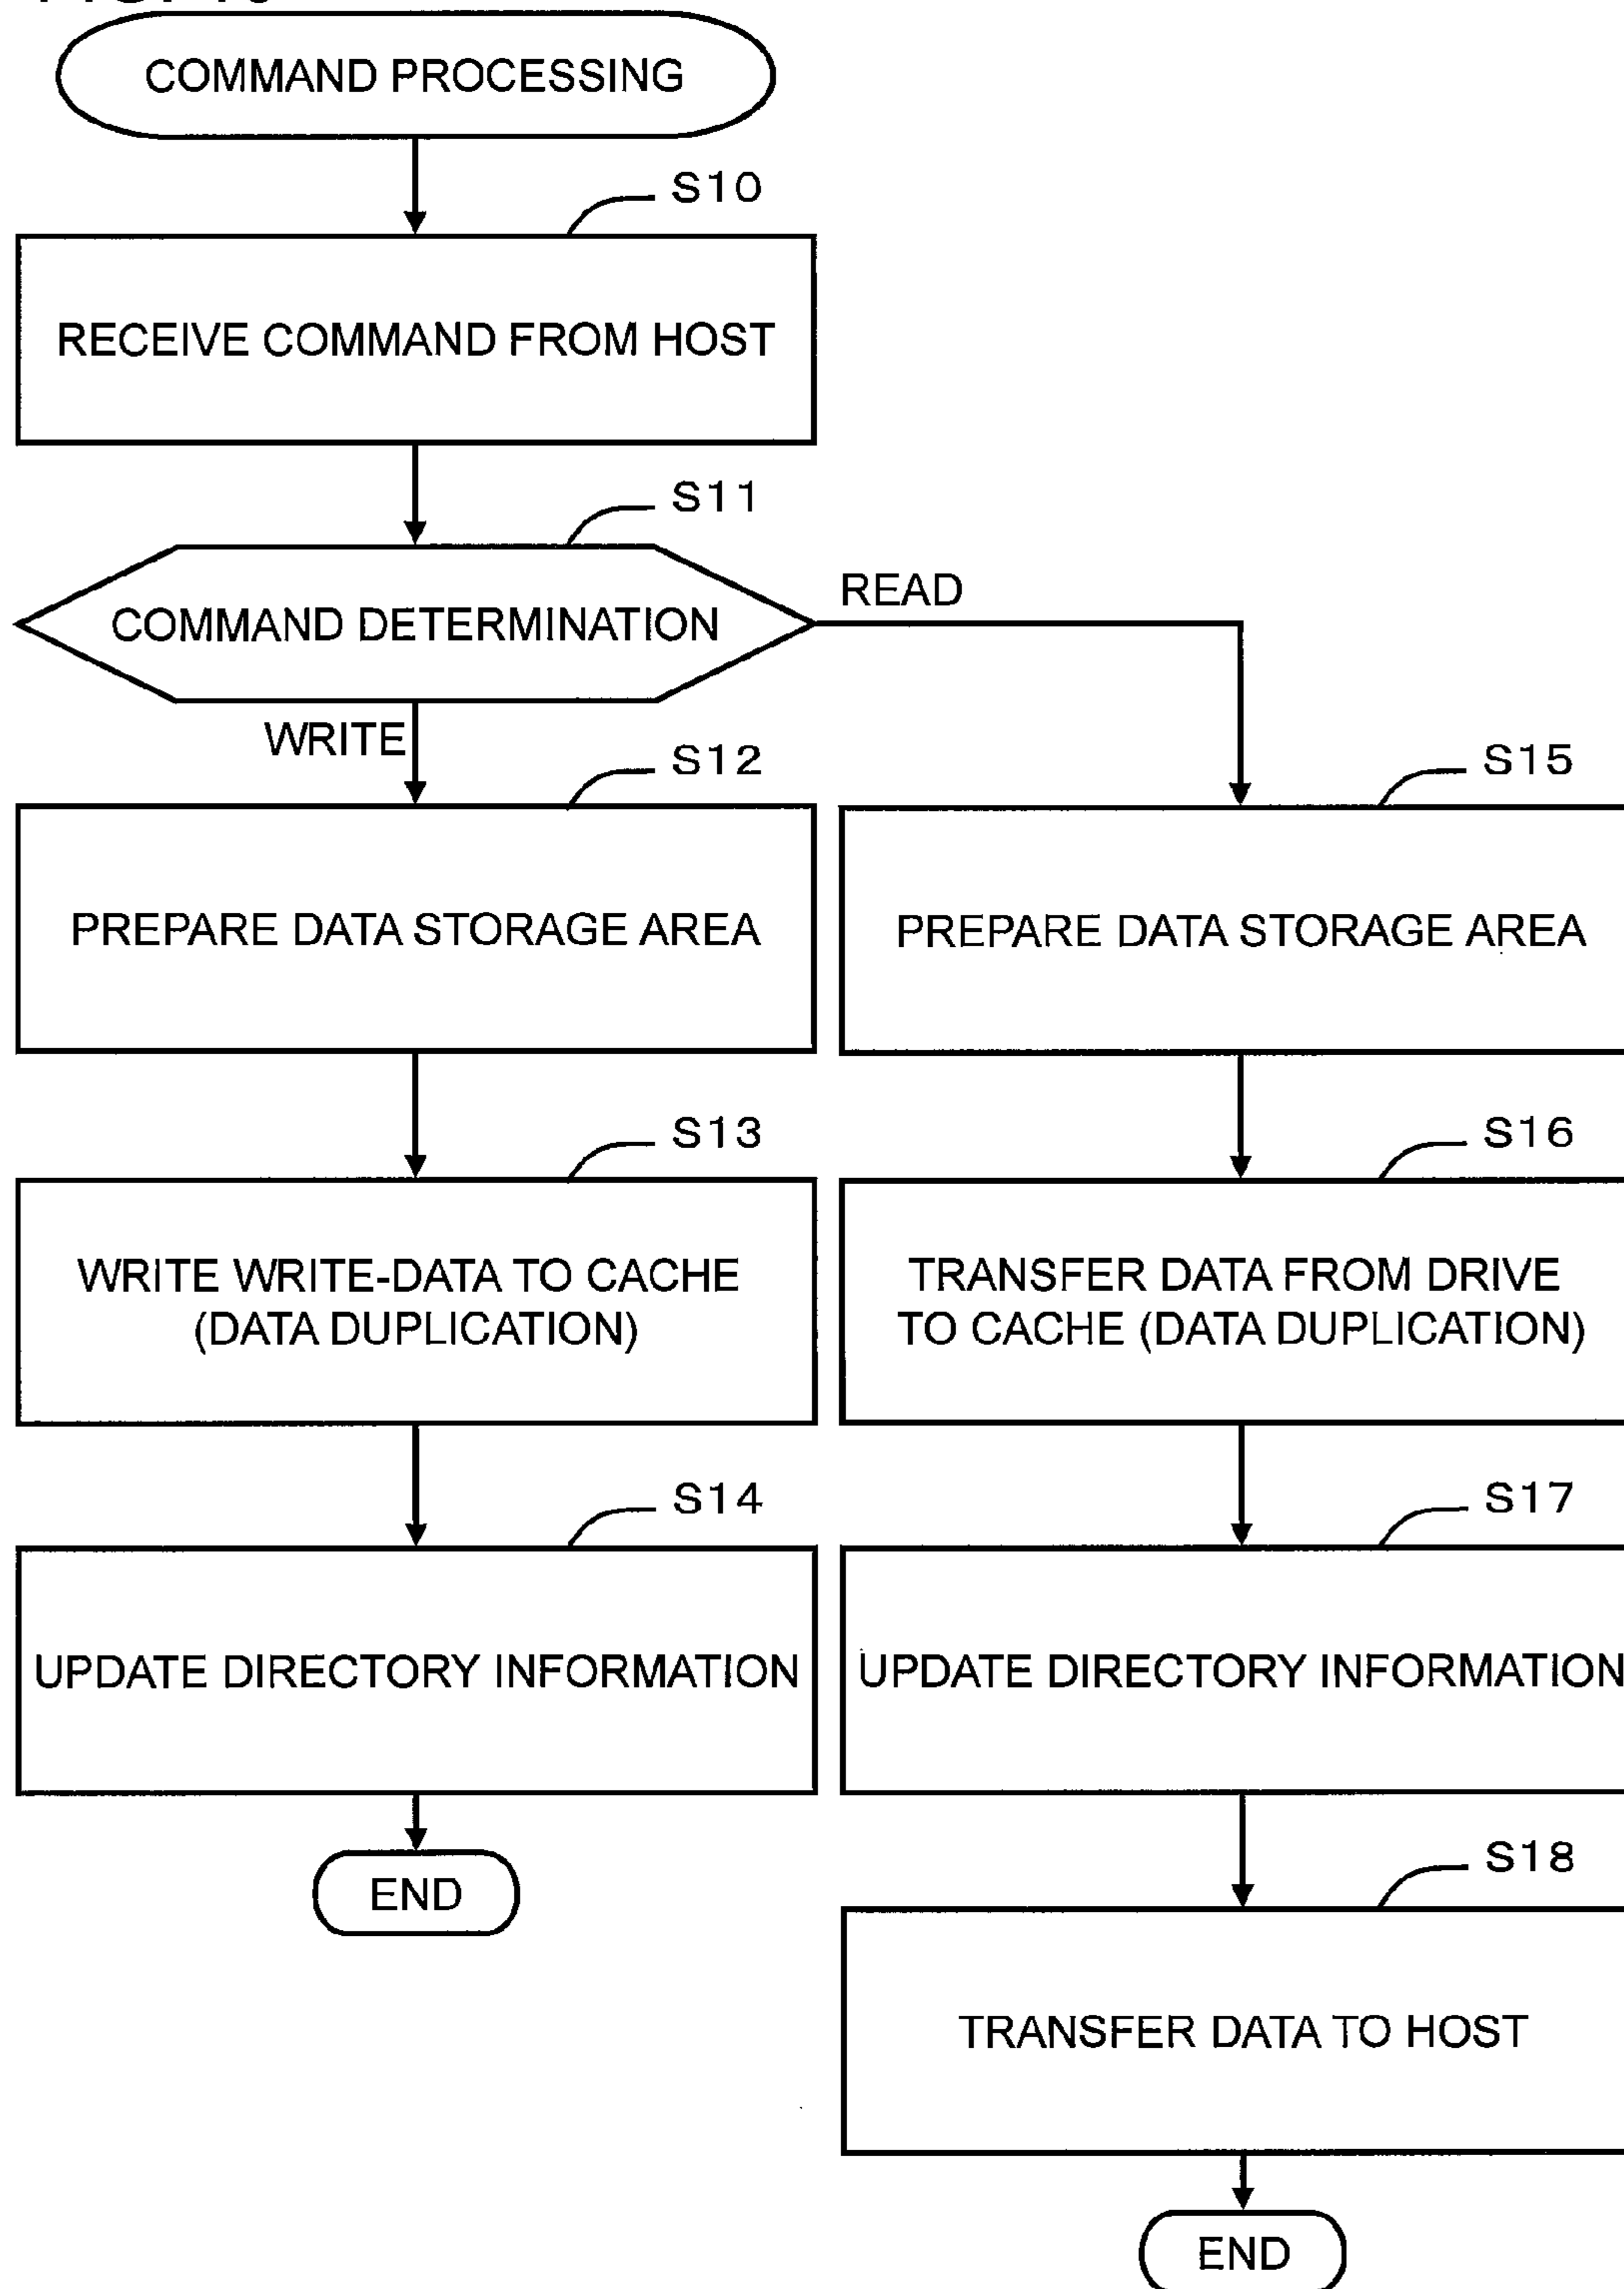 COMMAND PROCESSING
S10
RECEIVE COMMAND FROM HOST
S11
COMMAND DETERMINATION
READ
WRITE
S12
PREPARE DATA STORAGE AREA
S13
WRITE WRITE-DATA TO CACHE
(DATA DUPLICATION)
S14
UPDATE DIRECTORY INFORMATION
END
S15
PREPARE DATA STORAGE AREA
S16
TRANSFER DATA FROM DRIVE
TO CACHE (DATA DUPLICATION)
S17
UPDATE DIRECTORY INFORMATION
S18
TRANSFER DATA TO HOST
END